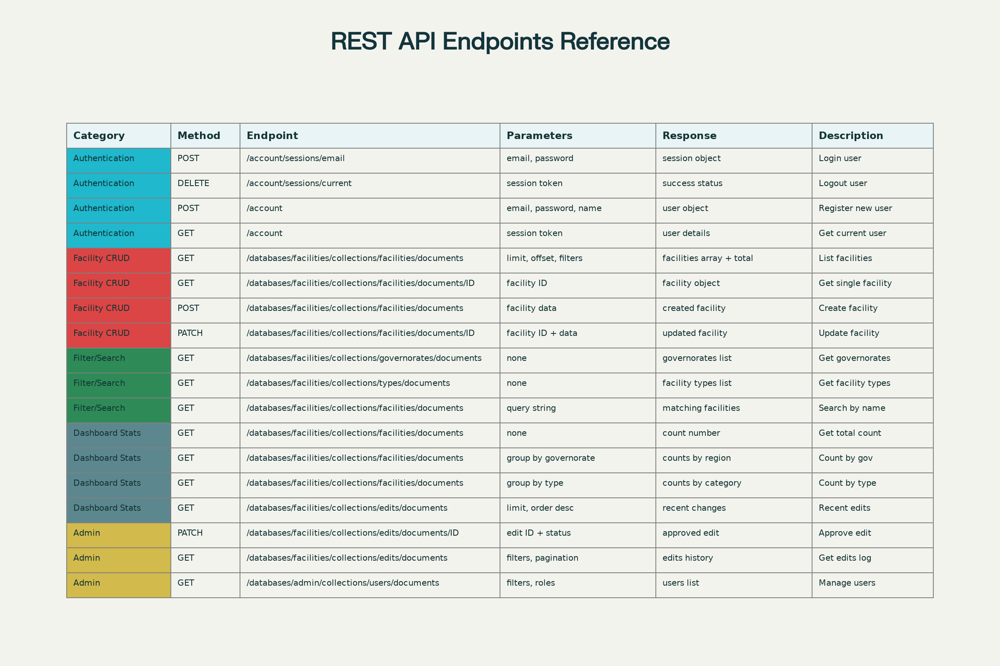 REST API Endpoints Reference
Category Method Endpoint Parameters Response Description
Authentication POST /account/sessions/email email, password session object Login user
Authentication DELETE /account/sessions/current session token success status Logout user
Authentication POST /account email, password, name user object Register new user
Authentication GET /account session token user details Get current user
Facility CRUD GET /databases/facilities/collections/facilities/documents limit, offset, filters facilities array + total List facilities
Facility CRUD GET /databases/facilities/collections/facilities/documents/ID facility ID facility object Get single facility
Facility CRUD POST /databases/facilities/collections/facilities/documents facility data created facility Create facility
Facility CRUD PATCH /databases/facilities/collections/facilities/documents/ID facility ID + data updated facility Update facility
Filter/Search GET /databases/facilities/collections/governorates/documents none governorates list Get governorates
Filter/Search GET /databases/facilities/collections/types/documents none facility types list Get facility types
Filter/Search GET /databases/facilities/collections/facilities/documents query string matching facilities Search by name
Dashboard Stats GET /databases/facilities/collections/facilities/documents none count number Get total count
Dashboard Stats GET /databases/facilities/collections/facilities/documents group by governorate counts by region Count by gov
Dashboard Stats GET /databases/facilities/collections/facilities/documents group by type counts by category Count by type
Dashboard Stats GET /databases/facilities/collections/edits/documents limit, order desc recent changes Recent edits
Admin PATCH /databases/facilities/collections/edits/documents/ID edit ID + status approved edit Approve edit
Admin GET /databases/facilities/collections/edits/documents filters, pagination edits history Get edits log
Admin GET /databases/admin/collections/users/documents filters, roles users list Manage users